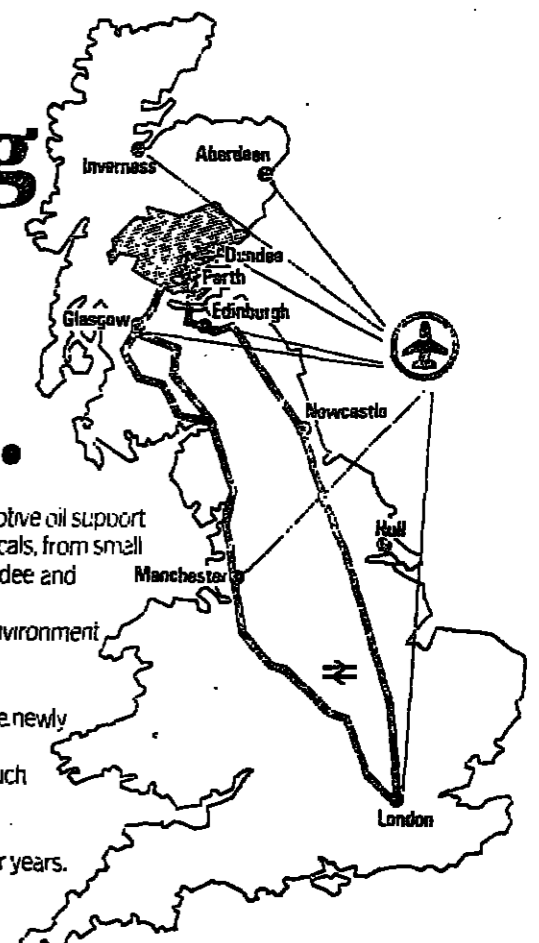 g
Inverness
Aberdeen
Dundee
Perth
Glasgow
Edinburgh
Newcastle
.
otive oil support
cals, from small
dee and
Hull
Manchester
vironment
e newly
uch
London
r years.